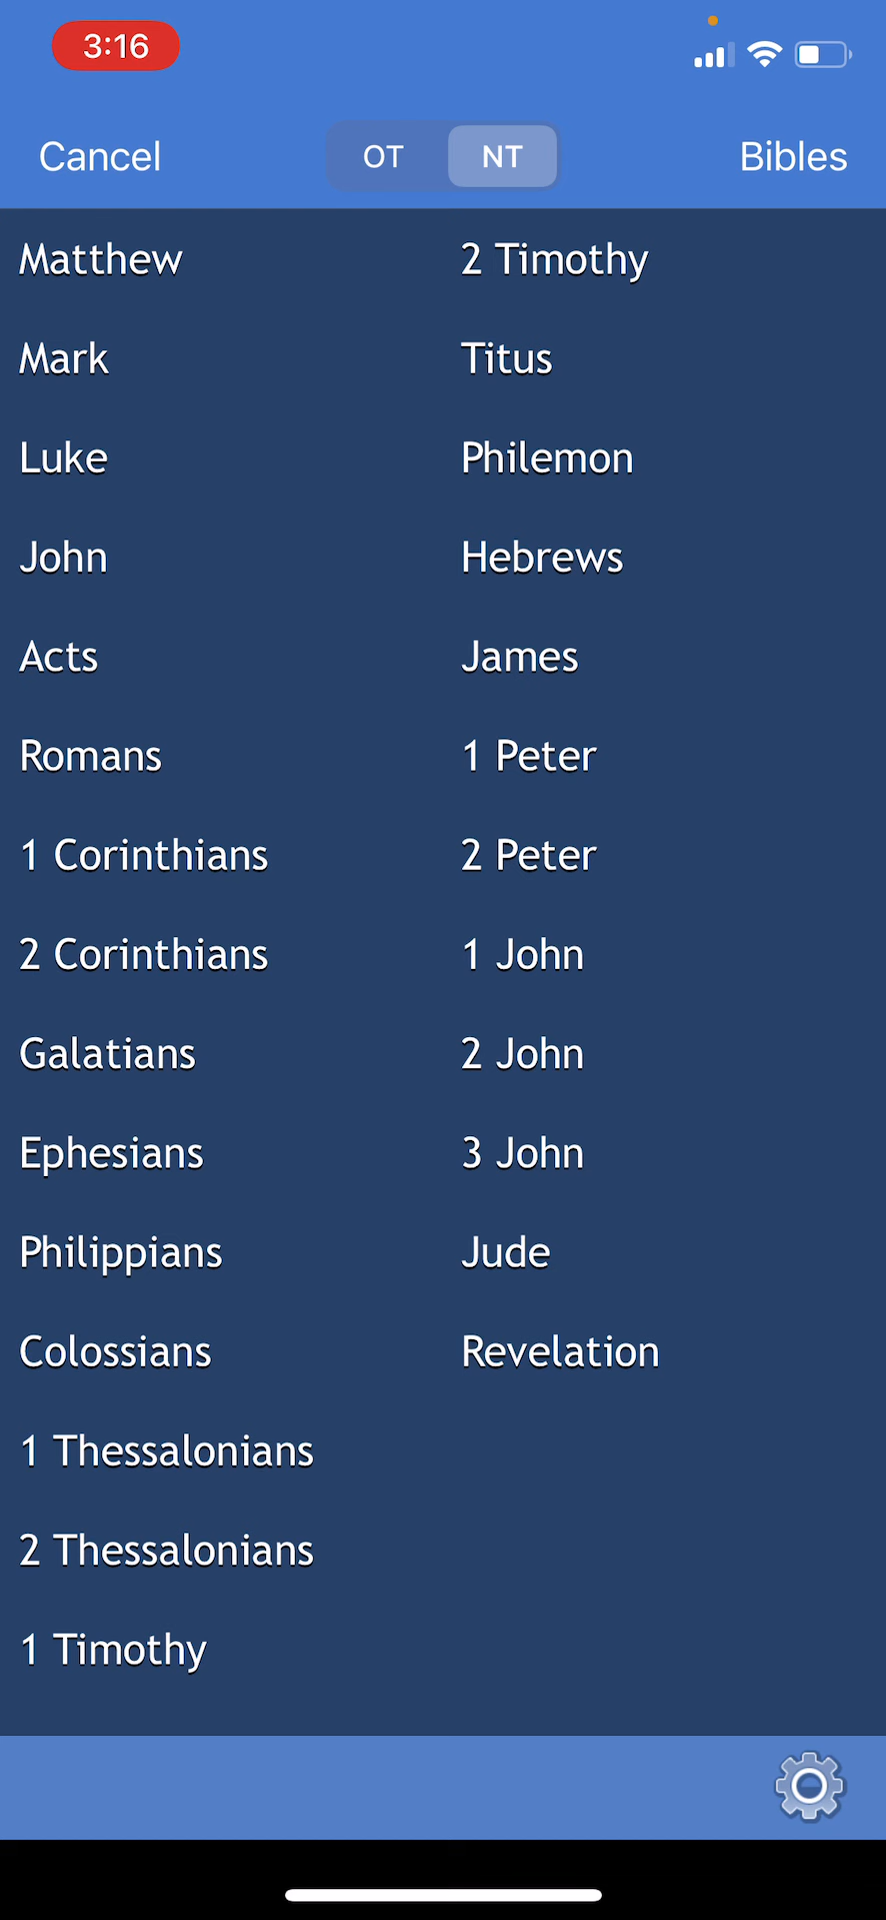 3:16
Cancel OT NT Bibles
Matthew
Mark
Luke
John
Acts
Romans
1 Corinthians
2 Corinthians
Galatians
Ephesians
Philippians
Colossians
1 Thessalonians
2 Thessalonians
1 Timothy
2 Timothy
Titus
Philemon
Hebrews
James
1 Peter
2 Peter
1 John
2 John
3 John
Jude
Revelation